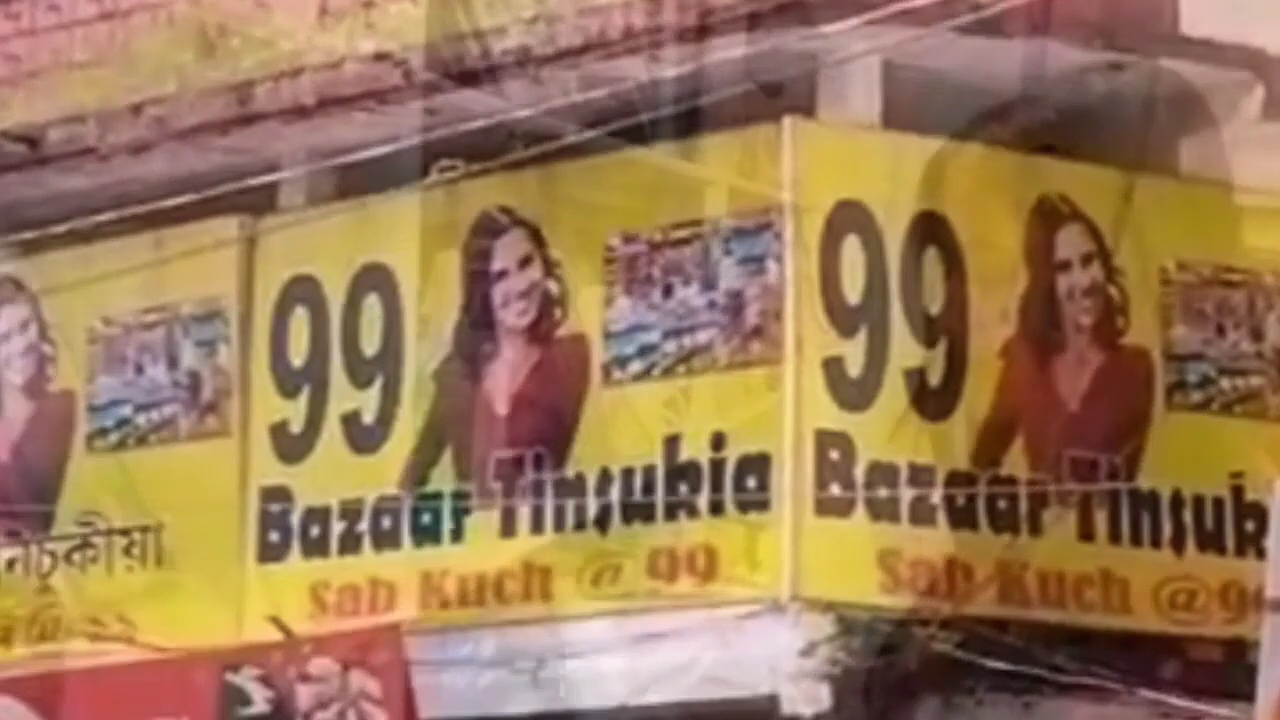 নিচুকীয়া
99
Bazaar Tinsukia
Sab Kuch @ 99
99
Bazaar Tinsuk
Sab Kuch @9